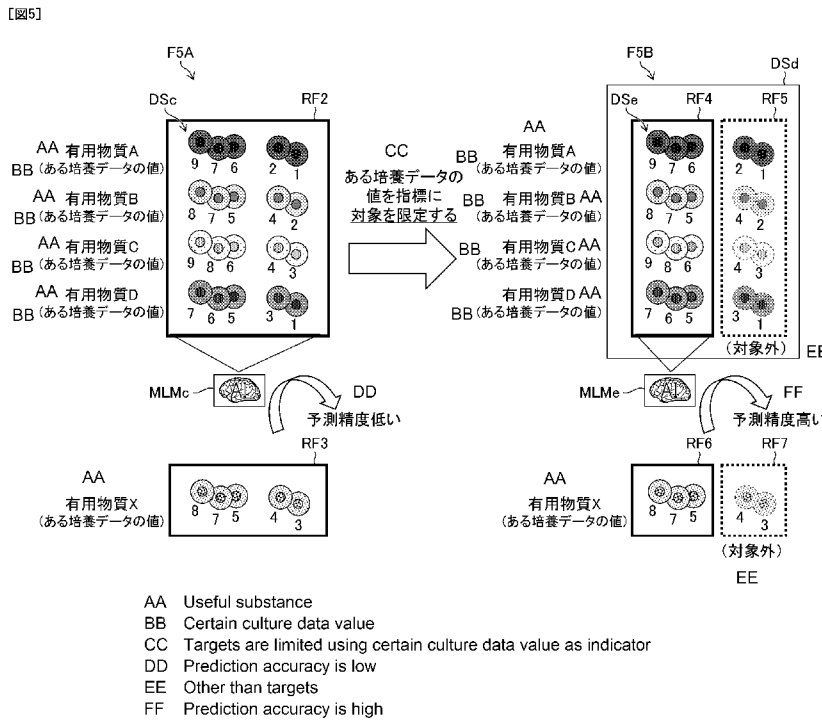 [図5]
F5A
DSc
RF2
AA 有用物質A
BB (ある培養データの値)
9 7 6 2 1
AA 有用物質B
BB (ある培養データの値)
8 7 5 4 2
AA 有用物質C
BB (ある培養データの値)
9 8 6 4 3
AA 有用物質D
BB (ある培養データの値)
7 6 5 3 1
MLMc
AI
DD
予測精度低い
RF3
AA
有用物質X
(ある培養データの値)
8 7 5 4 3
CC
ある培養データの
値を指標に
対象を限定する
F5B
DSd
DSe
RF4
RF5
AA
有用物質A
BB (ある培養データの値)
9 7 6 2 1
有用物質B AA
BB (ある培養データの値)
8 7 5 4 2
有用物質C AA
BB (ある培養データの値)
9 8 6 4 3
有用物質D AA
BB (ある培養データの値)
7 6 5 3 1
(対象外)
EE
MLMe
AI
FF
予測精度高い
RF6
RF7
AA
有用物質X
(ある培養データの値)
8 7 5 4 3
(対象外)
EE
AA Useful substance
BB Certain culture data value
CC Targets are limited using certain culture data value as indicator
DD Prediction accuracy is low
EE Other than targets
FF Prediction accuracy is high